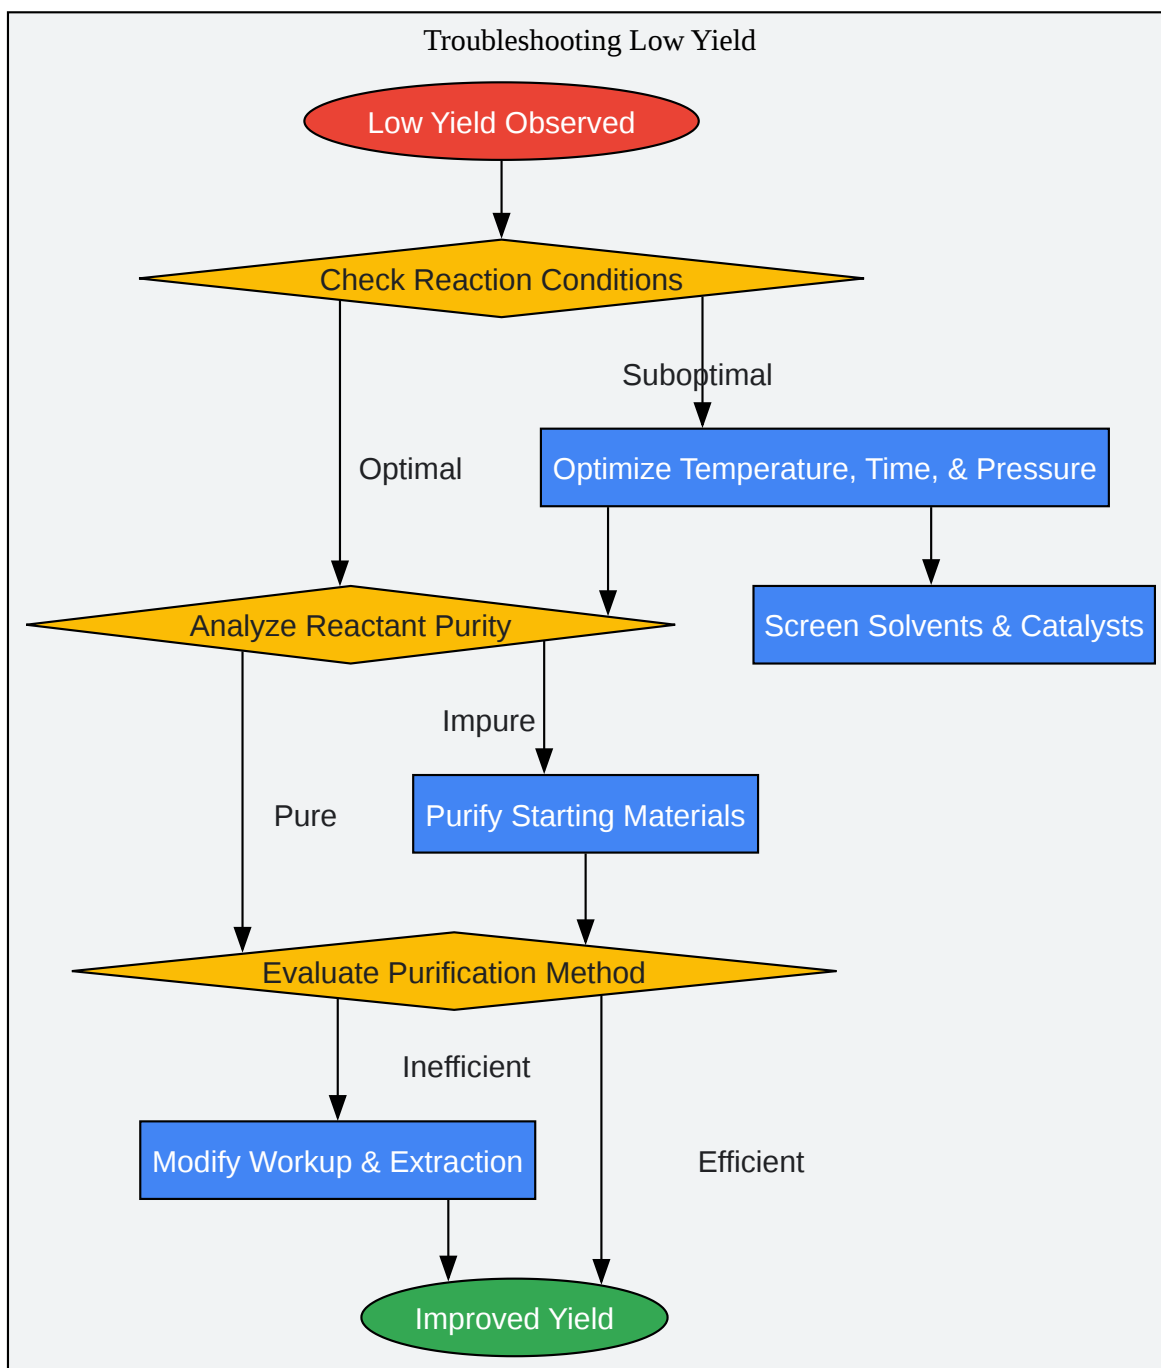 Troubleshooting Low Yield
Low Yield Observed
Check Reaction Conditions
Suboptimal
Optimal
Optimize Temperature, Time, & Pressure
Analyze Reactant Purity
Screen Solvents & Catalysts
Impure
Pure
Purify Starting Materials
Evaluate Purification Method
Inefficient
Modify Workup & Extraction
Efficient
Improved Yield